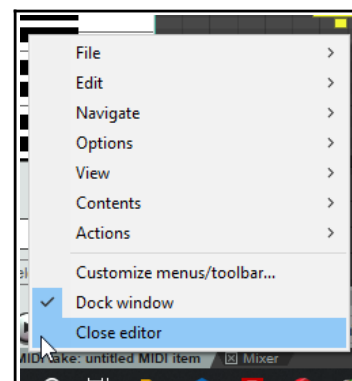 File
Edit
Navigate
Options
View
Contents
Actions
Customize menus/toolbar...
Dock window
Close editor
MIDI take: untitled MIDI item Mixer